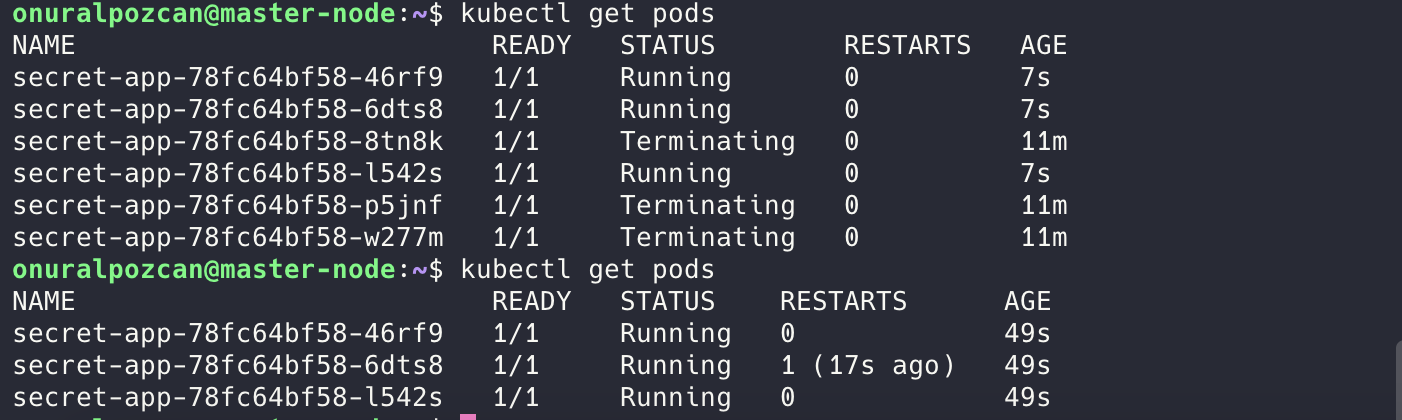 onuralpozcan@master-node:~$ kubectl get pods
NAME READY STATUS RESTARTS AGE
secret-app-78fc64bf58-46rf9 1/1 Running 0 7s
secret-app-78fc64bf58-6dts8 1/1 Running 0 7s
secret-app-78fc64bf58-8tn8k 1/1 Terminating 0 11m
secret-app-78fc64bf58-l542s 1/1 Running 0 7s
secret-app-78fc64bf58-p5jnf 1/1 Terminating 0 11m
secret-app-78fc64bf58-w277m 1/1 Terminating 0 11m
onuralpozcan@master-node:~$ kubectl get pods
NAME READY STATUS RESTARTS AGE
secret-app-78fc64bf58-46rf9 1/1 Running 0 49s
secret-app-78fc64bf58-6dts8 1/1 Running 1 (17s ago) 49s
secret-app-78fc64bf58-l542s 1/1 Running 0 49s